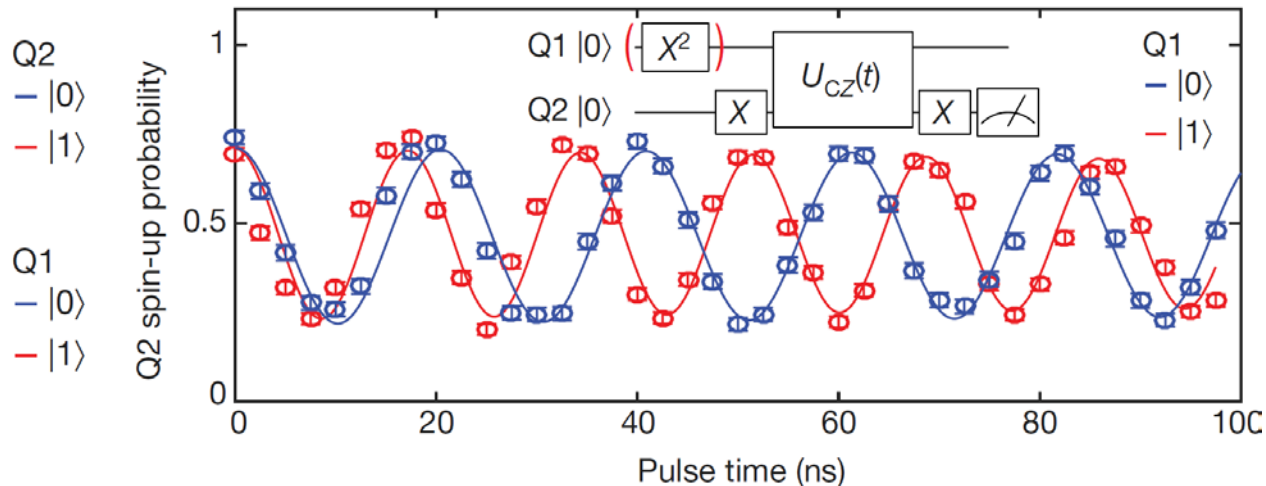 Q2
|0⟩
|1⟩
Q1
|0⟩
|1⟩
Q2 spin-up probability
1
0.5
0
Q1 |0⟩ ( X² )
Q2 |0⟩ X U_CZ(t) X
Q1
|0⟩
|1⟩
0 20 40 60 80 100
Pulse time (ns)